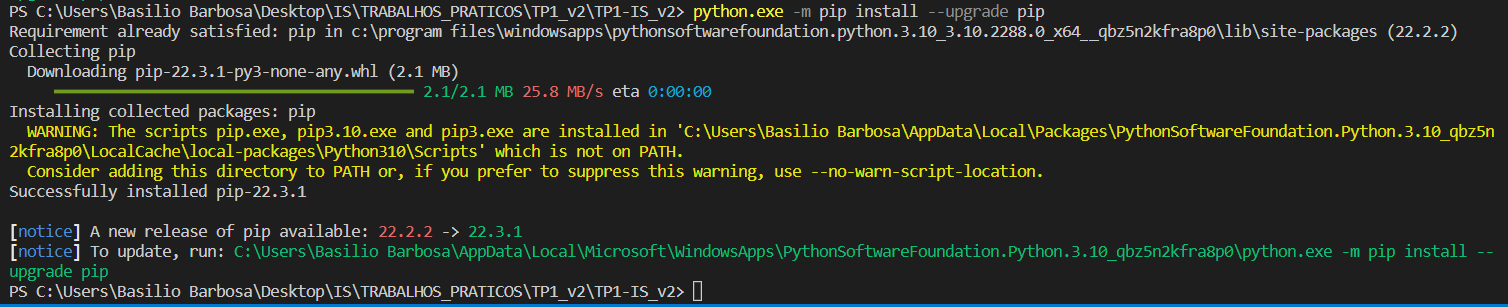 PS C:\Users\Basilio Barbosa\Desktop\IS\TRABALHOS_PRATICOS\TP1_v2\TP1-IS_v2> python.exe -m pip install --upgrade pip
Requirement already satisfied: pip in c:\program files\windowsapps\pythonsoftwarefoundation.python.3.10_3.10.2288.0_x64__qbz5n2kfra8p0\lib\site-packages (22.2.2)
Collecting pip
  Downloading pip-22.3.1-py3-none-any.whl (2.1 MB)
2.1/2.1 MB 25.8 MB/s eta 0:00:00
Installing collected packages: pip
  WARNING: The scripts pip.exe, pip3.10.exe and pip3.exe are installed in 'C:\Users\Basilio Barbosa\AppData\Local\Packages\PythonSoftwareFoundation.Python.3.10_qbz5n
2kfra8p0\LocalCache\local-packages\Python310\Scripts' which is not on PATH.
  Consider adding this directory to PATH or, if you prefer to suppress this warning, use --no-warn-script-location.
Successfully installed pip-22.3.1
[notice] A new release of pip available: 22.2.2 -> 22.3.1
[notice] To update, run: C:\Users\Basilio Barbosa\AppData\Local\Microsoft\WindowsApps\PythonSoftwareFoundation.Python.3.10_qbz5n2kfra8p0\python.exe -m pip install --
upgrade pip
PS C:\Users\Basilio Barbosa\Desktop\IS\TRABALHOS_PRATICOS\TP1_v2\TP1-IS_v2>